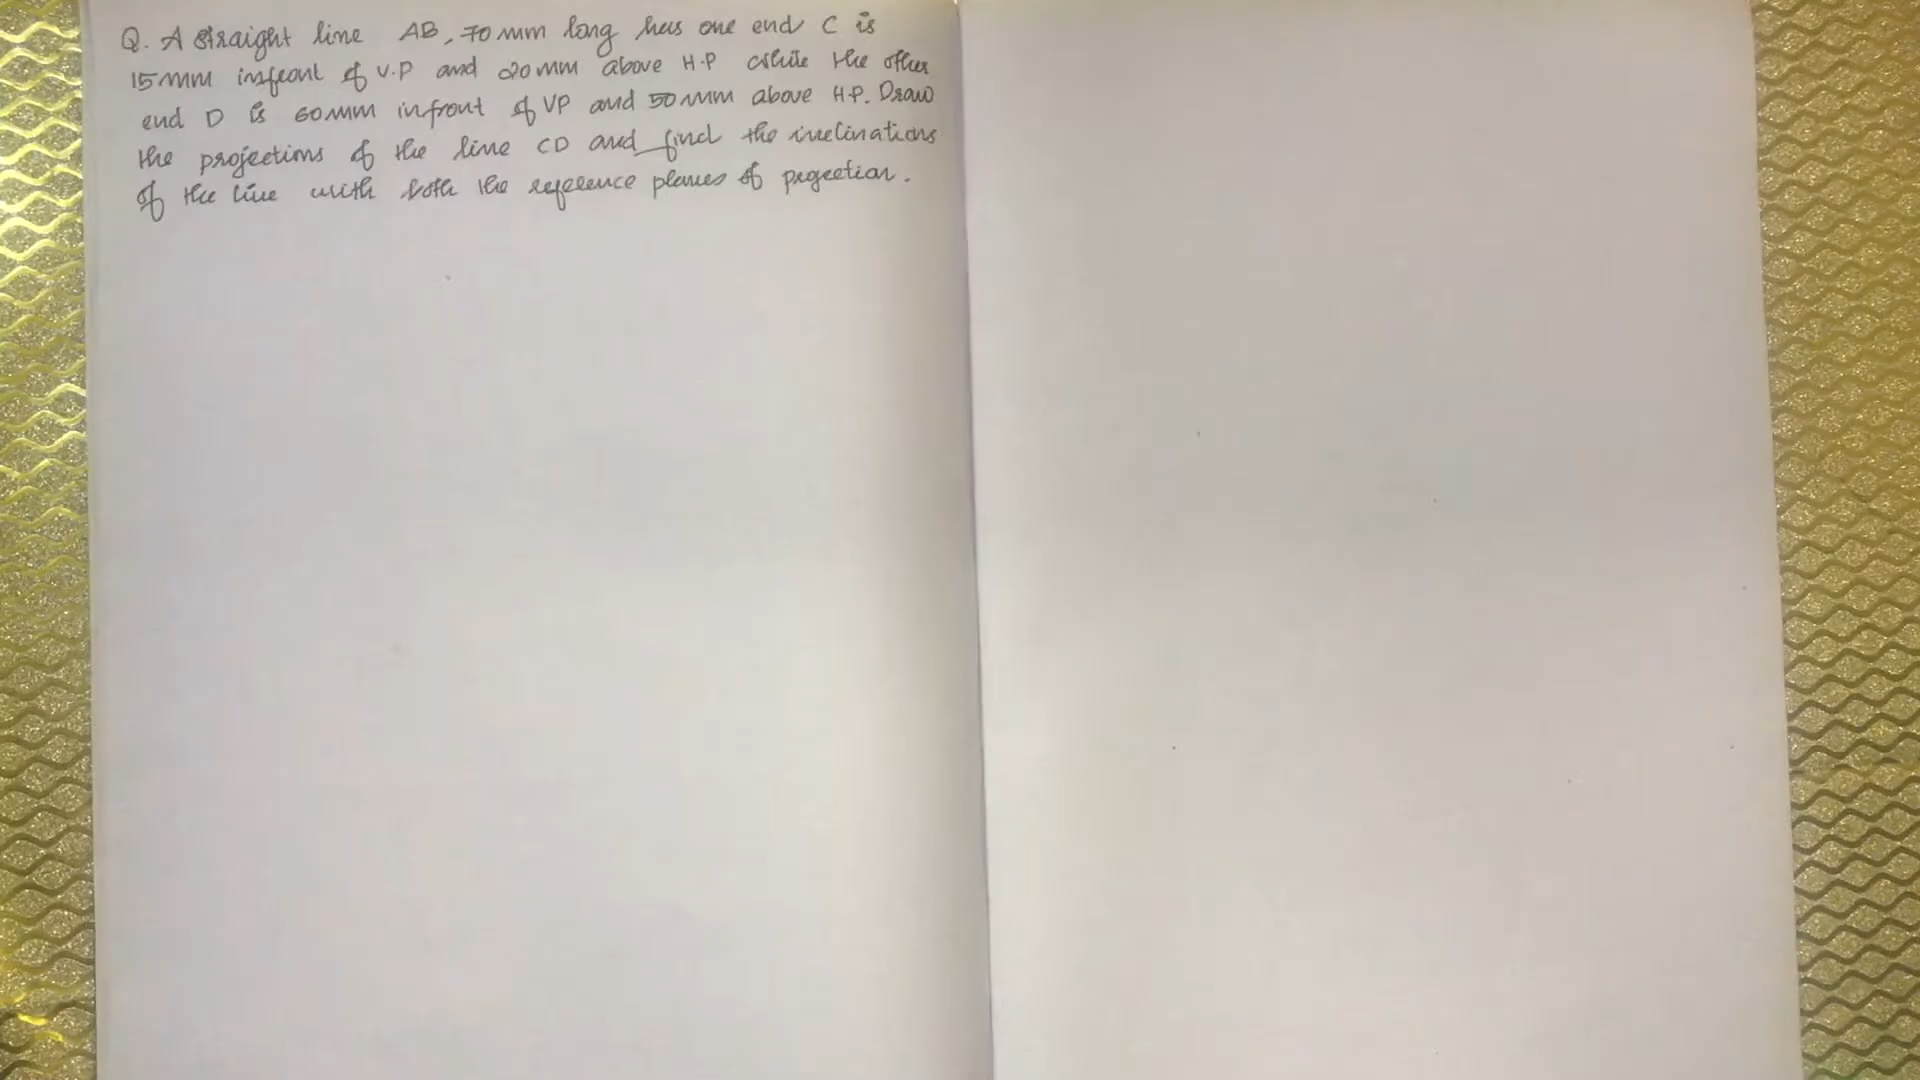 Q. A straight line AB, 70 mm long has one end C is
15 mm infront of V.P and 20 mm above H.P while the other
end D is 60 mm infront of VP and 50 mm above H.P. Draw
the projections of the line CD and find the inclinations
of the line with both the reference planes of projection.